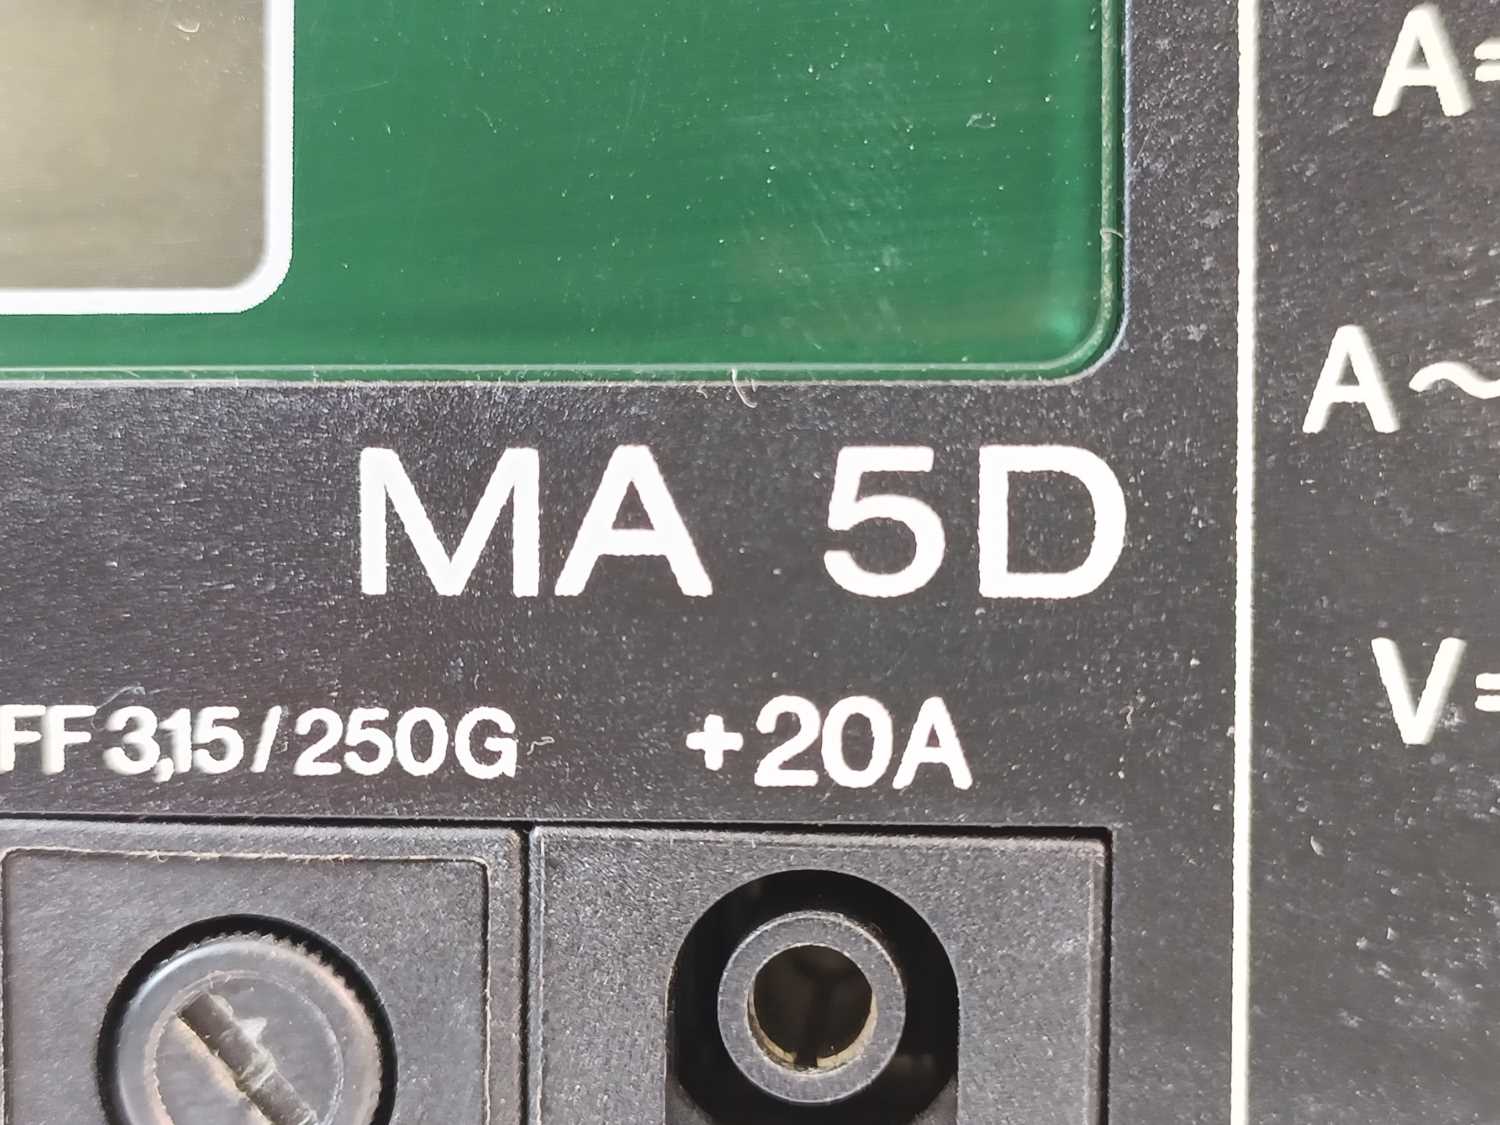 A=
A~
MA 5D
V=
FF 3,15/250G
+20A